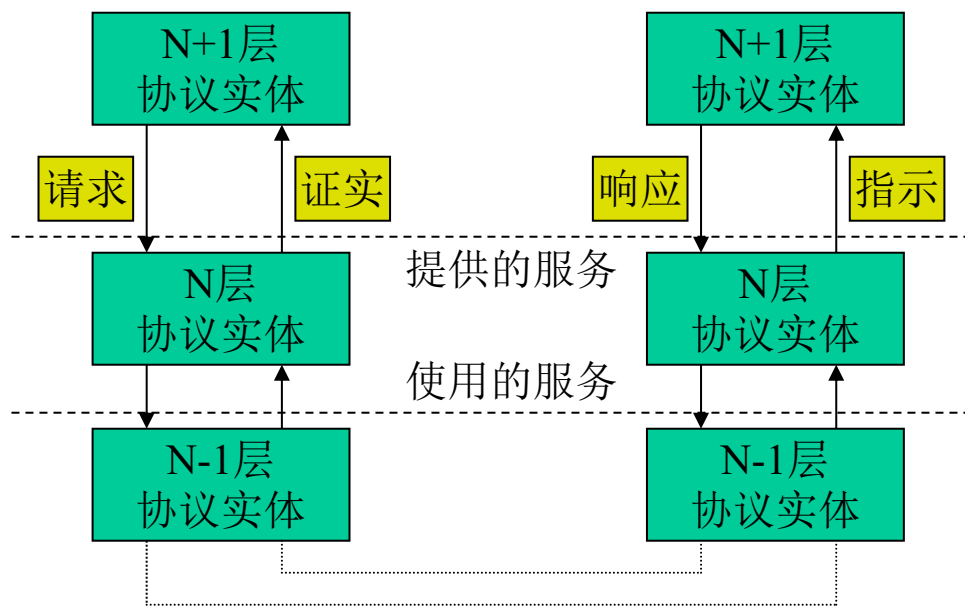 N+1层
协议实体
N+1层
协议实体
请求
证实
响应
指示
提供的服务
N层
协议实体
N层
协议实体
使用的服务
N-1层
协议实体
N-1层
协议实体